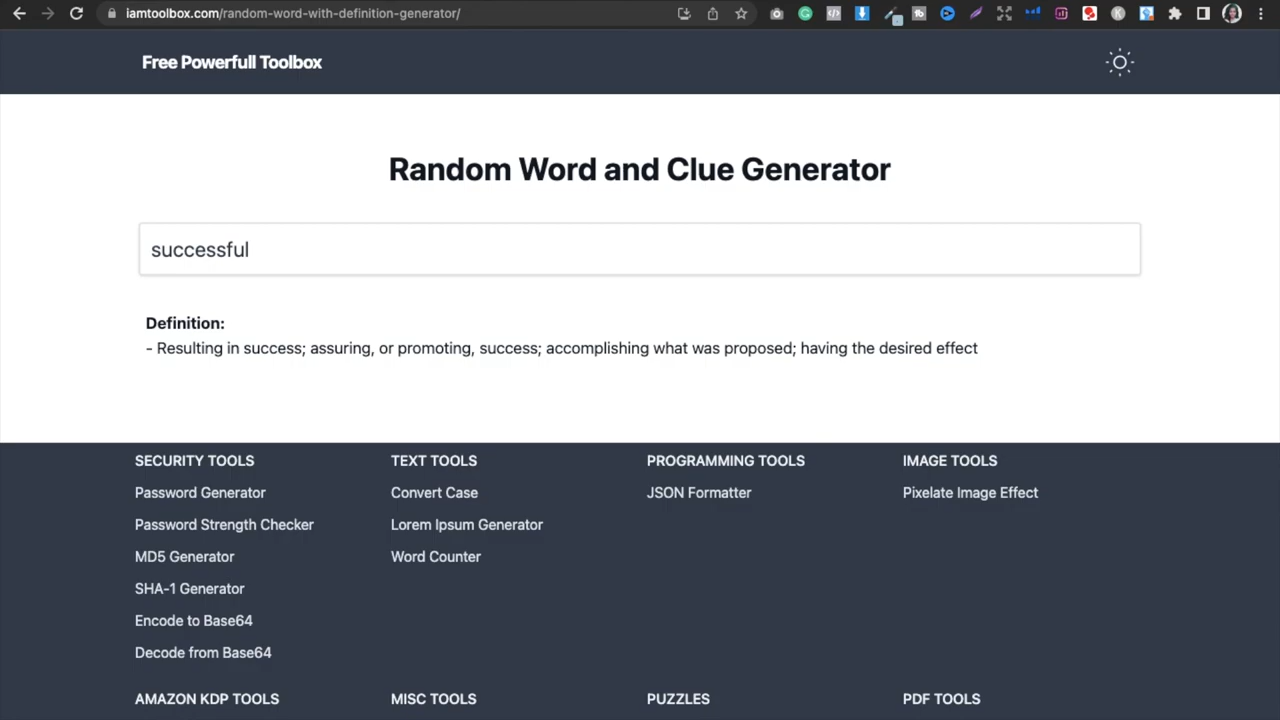 iamtoolbox.com/random-word-with-definition-generator/
Free Powerfull Toolbox
Random Word and Clue Generator
successful
Definition:
- Resulting in success; assuring, or promoting, success; accomplishing what was proposed; having the desired effect
SECURITY TOOLS TEXT TOOLS PROGRAMMING TOOLS IMAGE TOOLS
Password Generator Convert Case JSON Formatter Pixelate Image Effect
Password Strength Checker Lorem Ipsum Generator
MD5 Generator Word Counter
SHA-1 Generator
Encode to Base64
Decode from Base64
AMAZON KDP TOOLS MISC TOOLS PUZZLES PDF TOOLS